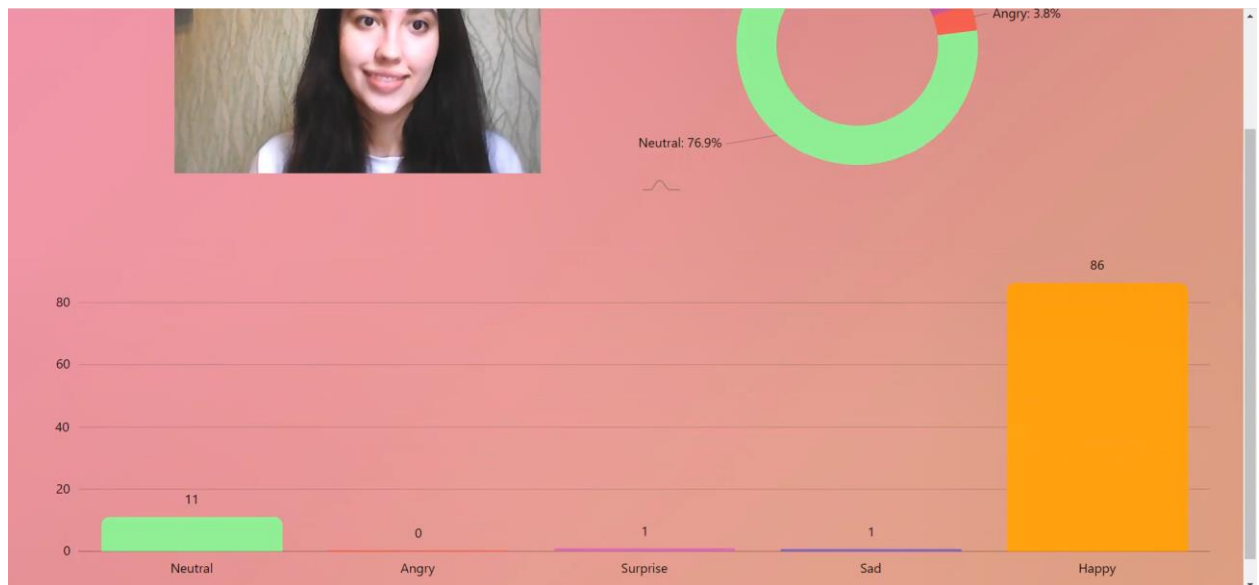 Angry: 3.8%
Neutral: 76.9%
86
80
60
40
20
11
0
1
1
0
Neutral
Angry
Surprise
Sad
Happy